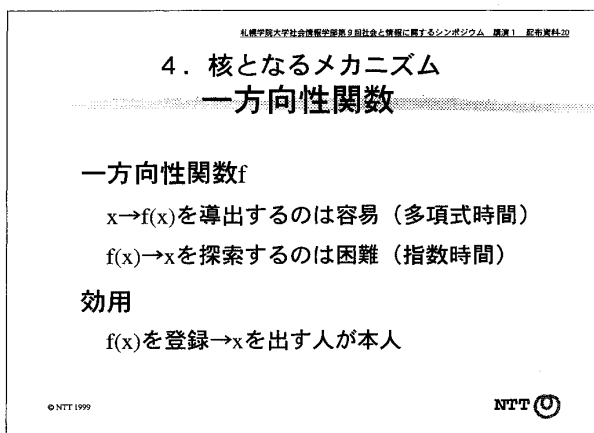 札幌学院大学社会情報学部第9回社会と情報に関するシンポジウム 講演1 配布資料-20
4．核となるメカニズム
一方向性関数
一方向性関数f
x→f(x)を導出するのは容易（多項式時間）
f(x)→xを探索するのは困難（指数時間）
効用
f(x)を登録→xを出す人が本人
© NTT 1999
NTT